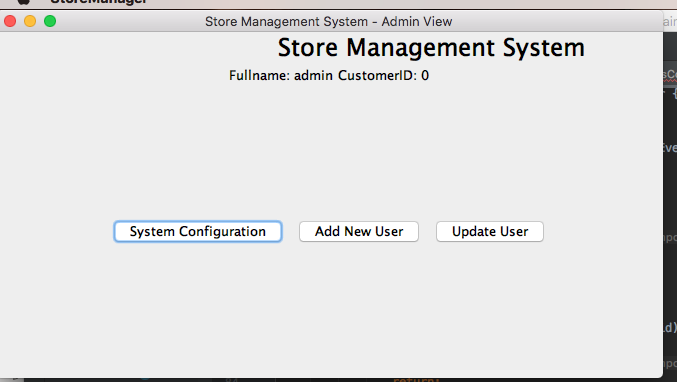 StoreManager
Store Management System - Admin View
Store Management System
Fullname: admin CustomerID: 0
System Configuration
Add New User
Update User
return;